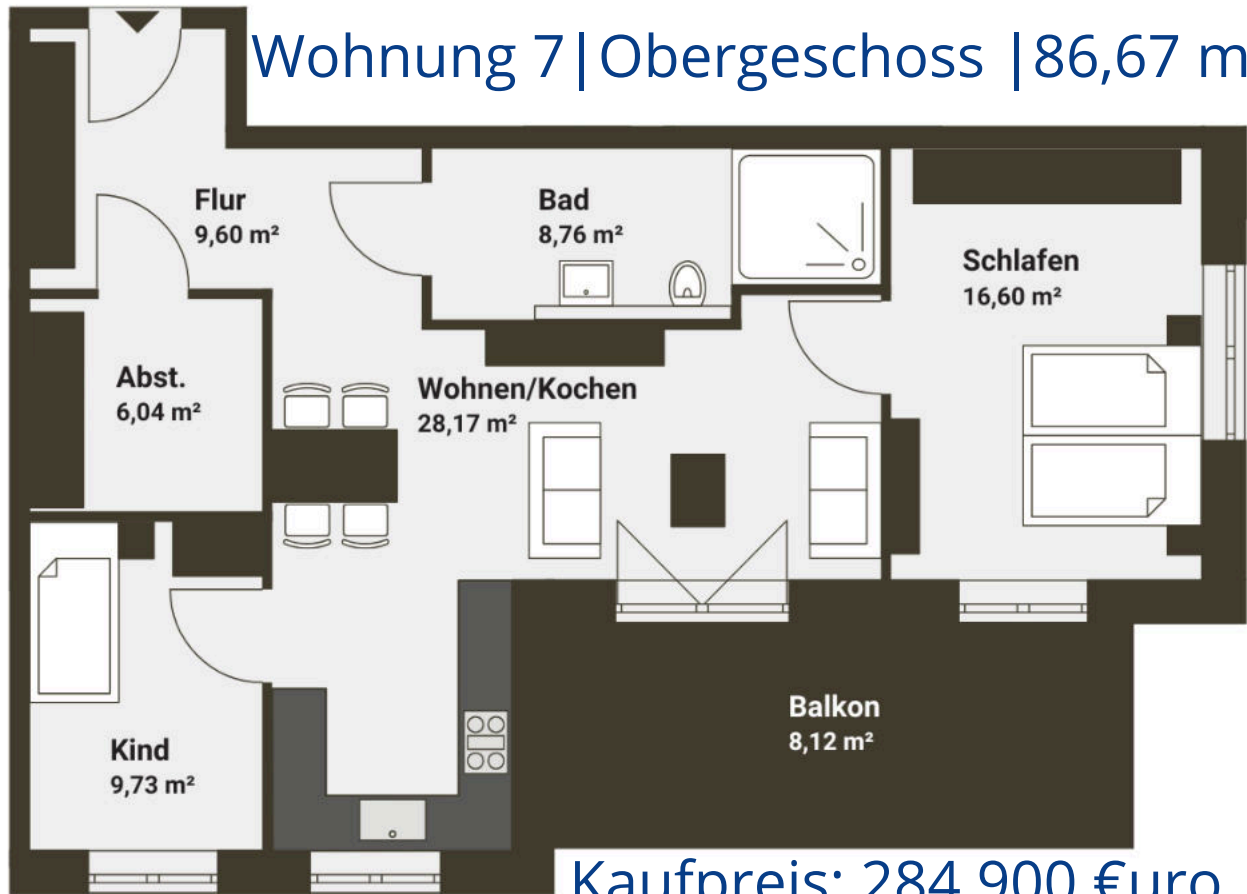 Wohnung 7|Obergeschoss |86,67 m
Flur
9,60 m²
Bad
8,76 m²
Schlafen
16,60 m²
Abst.
6,04 m²
Wohnen/Kochen
28,17 m²
Balkon
8,12 m²
Kind
9,73 m²
Kaufpreis: 284.900 €uro